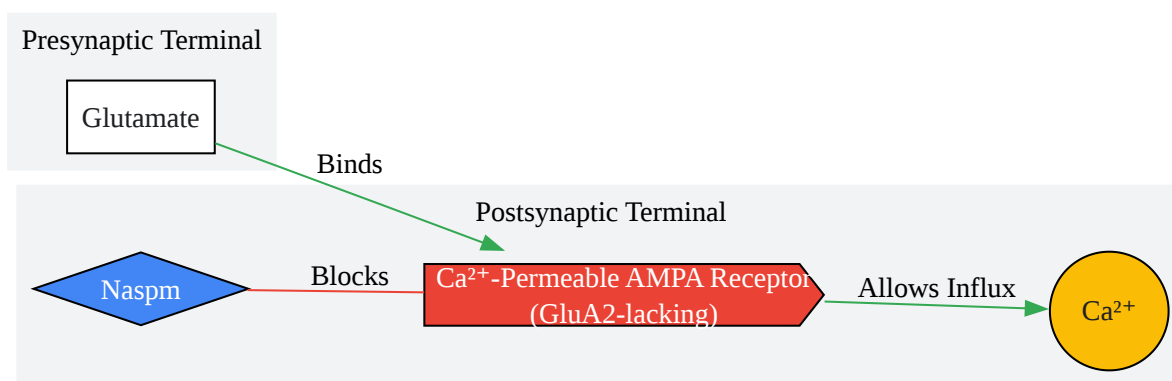 Presynaptic Terminal
Glutamate
Binds
Postsynaptic Terminal
Naspm
Blocks
Ca²⁺-Permeable AMPA Receptor
(GluA2-lacking)
Allows Influx
Ca²⁺